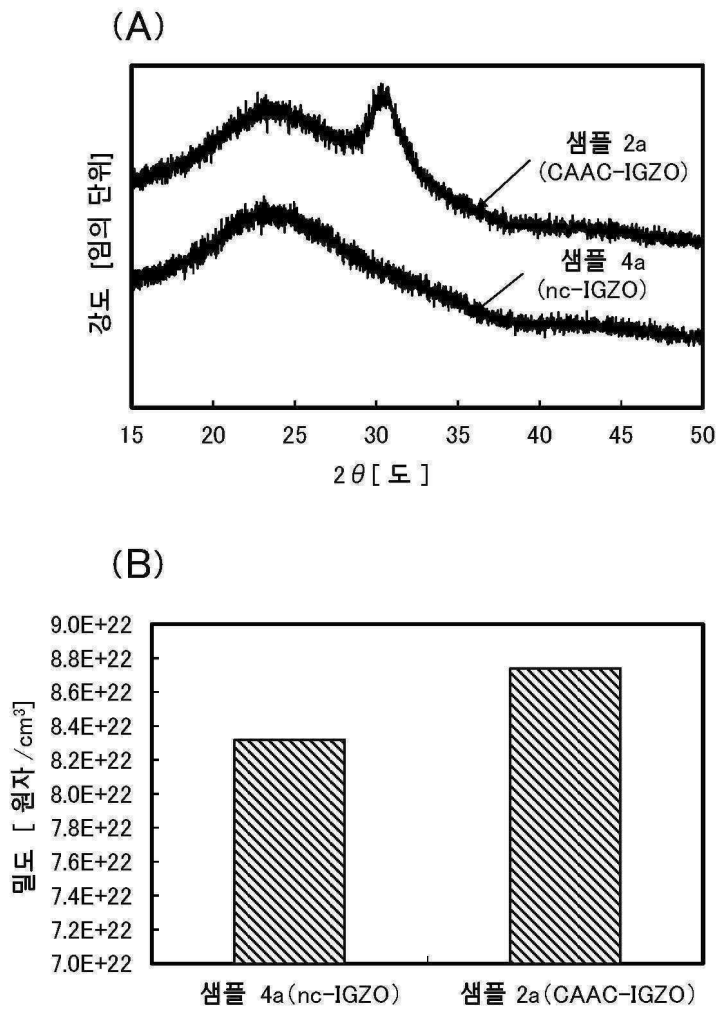 (A)
강도 [임의 단위]
샘플 2a
(CAAC-IGZO)
샘플 4a
(nc-IGZO)
15 20 25 30 35 40 45 50
2θ[ 도 ]
(B)
밀도 [ 원자/cm³]
9.0E+22
8.8E+22
8.6E+22
8.4E+22
8.2E+22
8.0E+22
7.8E+22
7.6E+22
7.4E+22
7.2E+22
7.0E+22
샘플 4a(nc-IGZO) 샘플 2a(CAAC-IGZO)